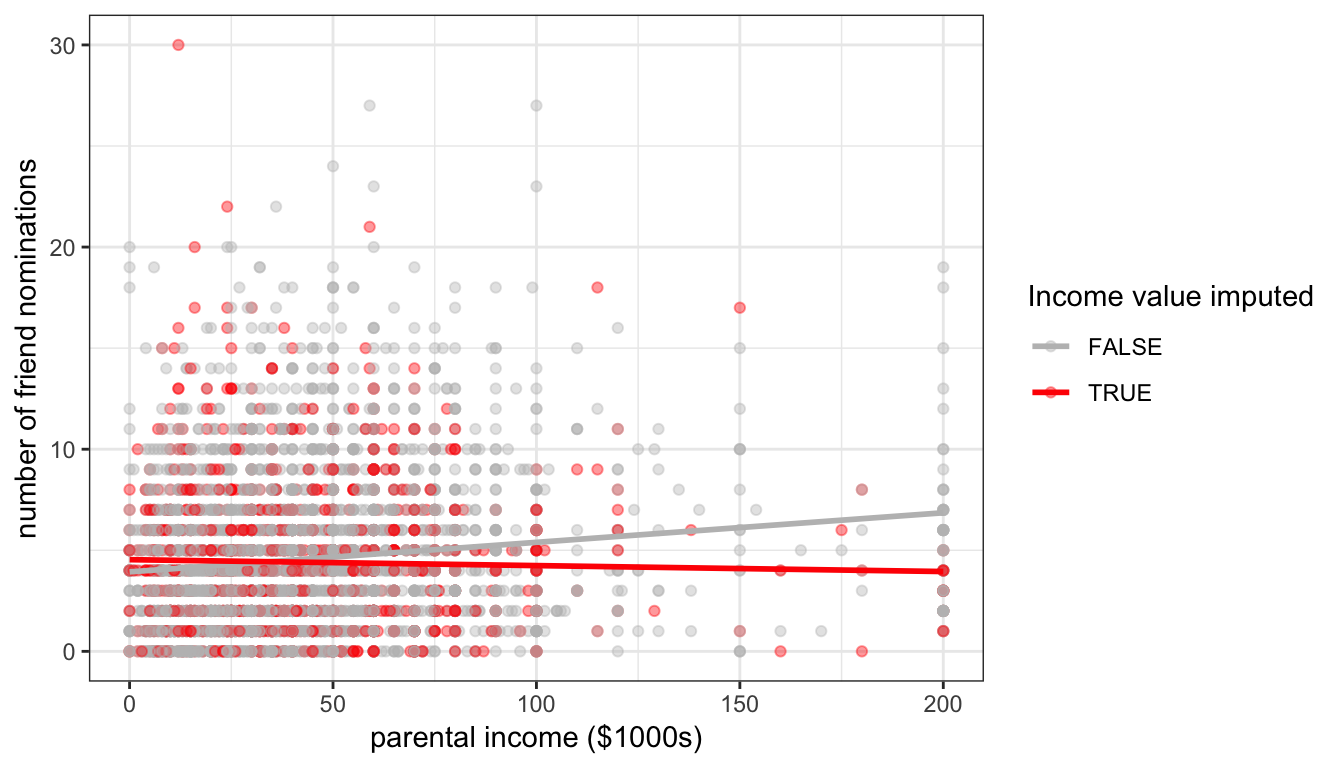 30
20
10
0
number of friend nominations
0 50 100 150 200
parental income ($1000s)
Income value imputed
FALSE
TRUE